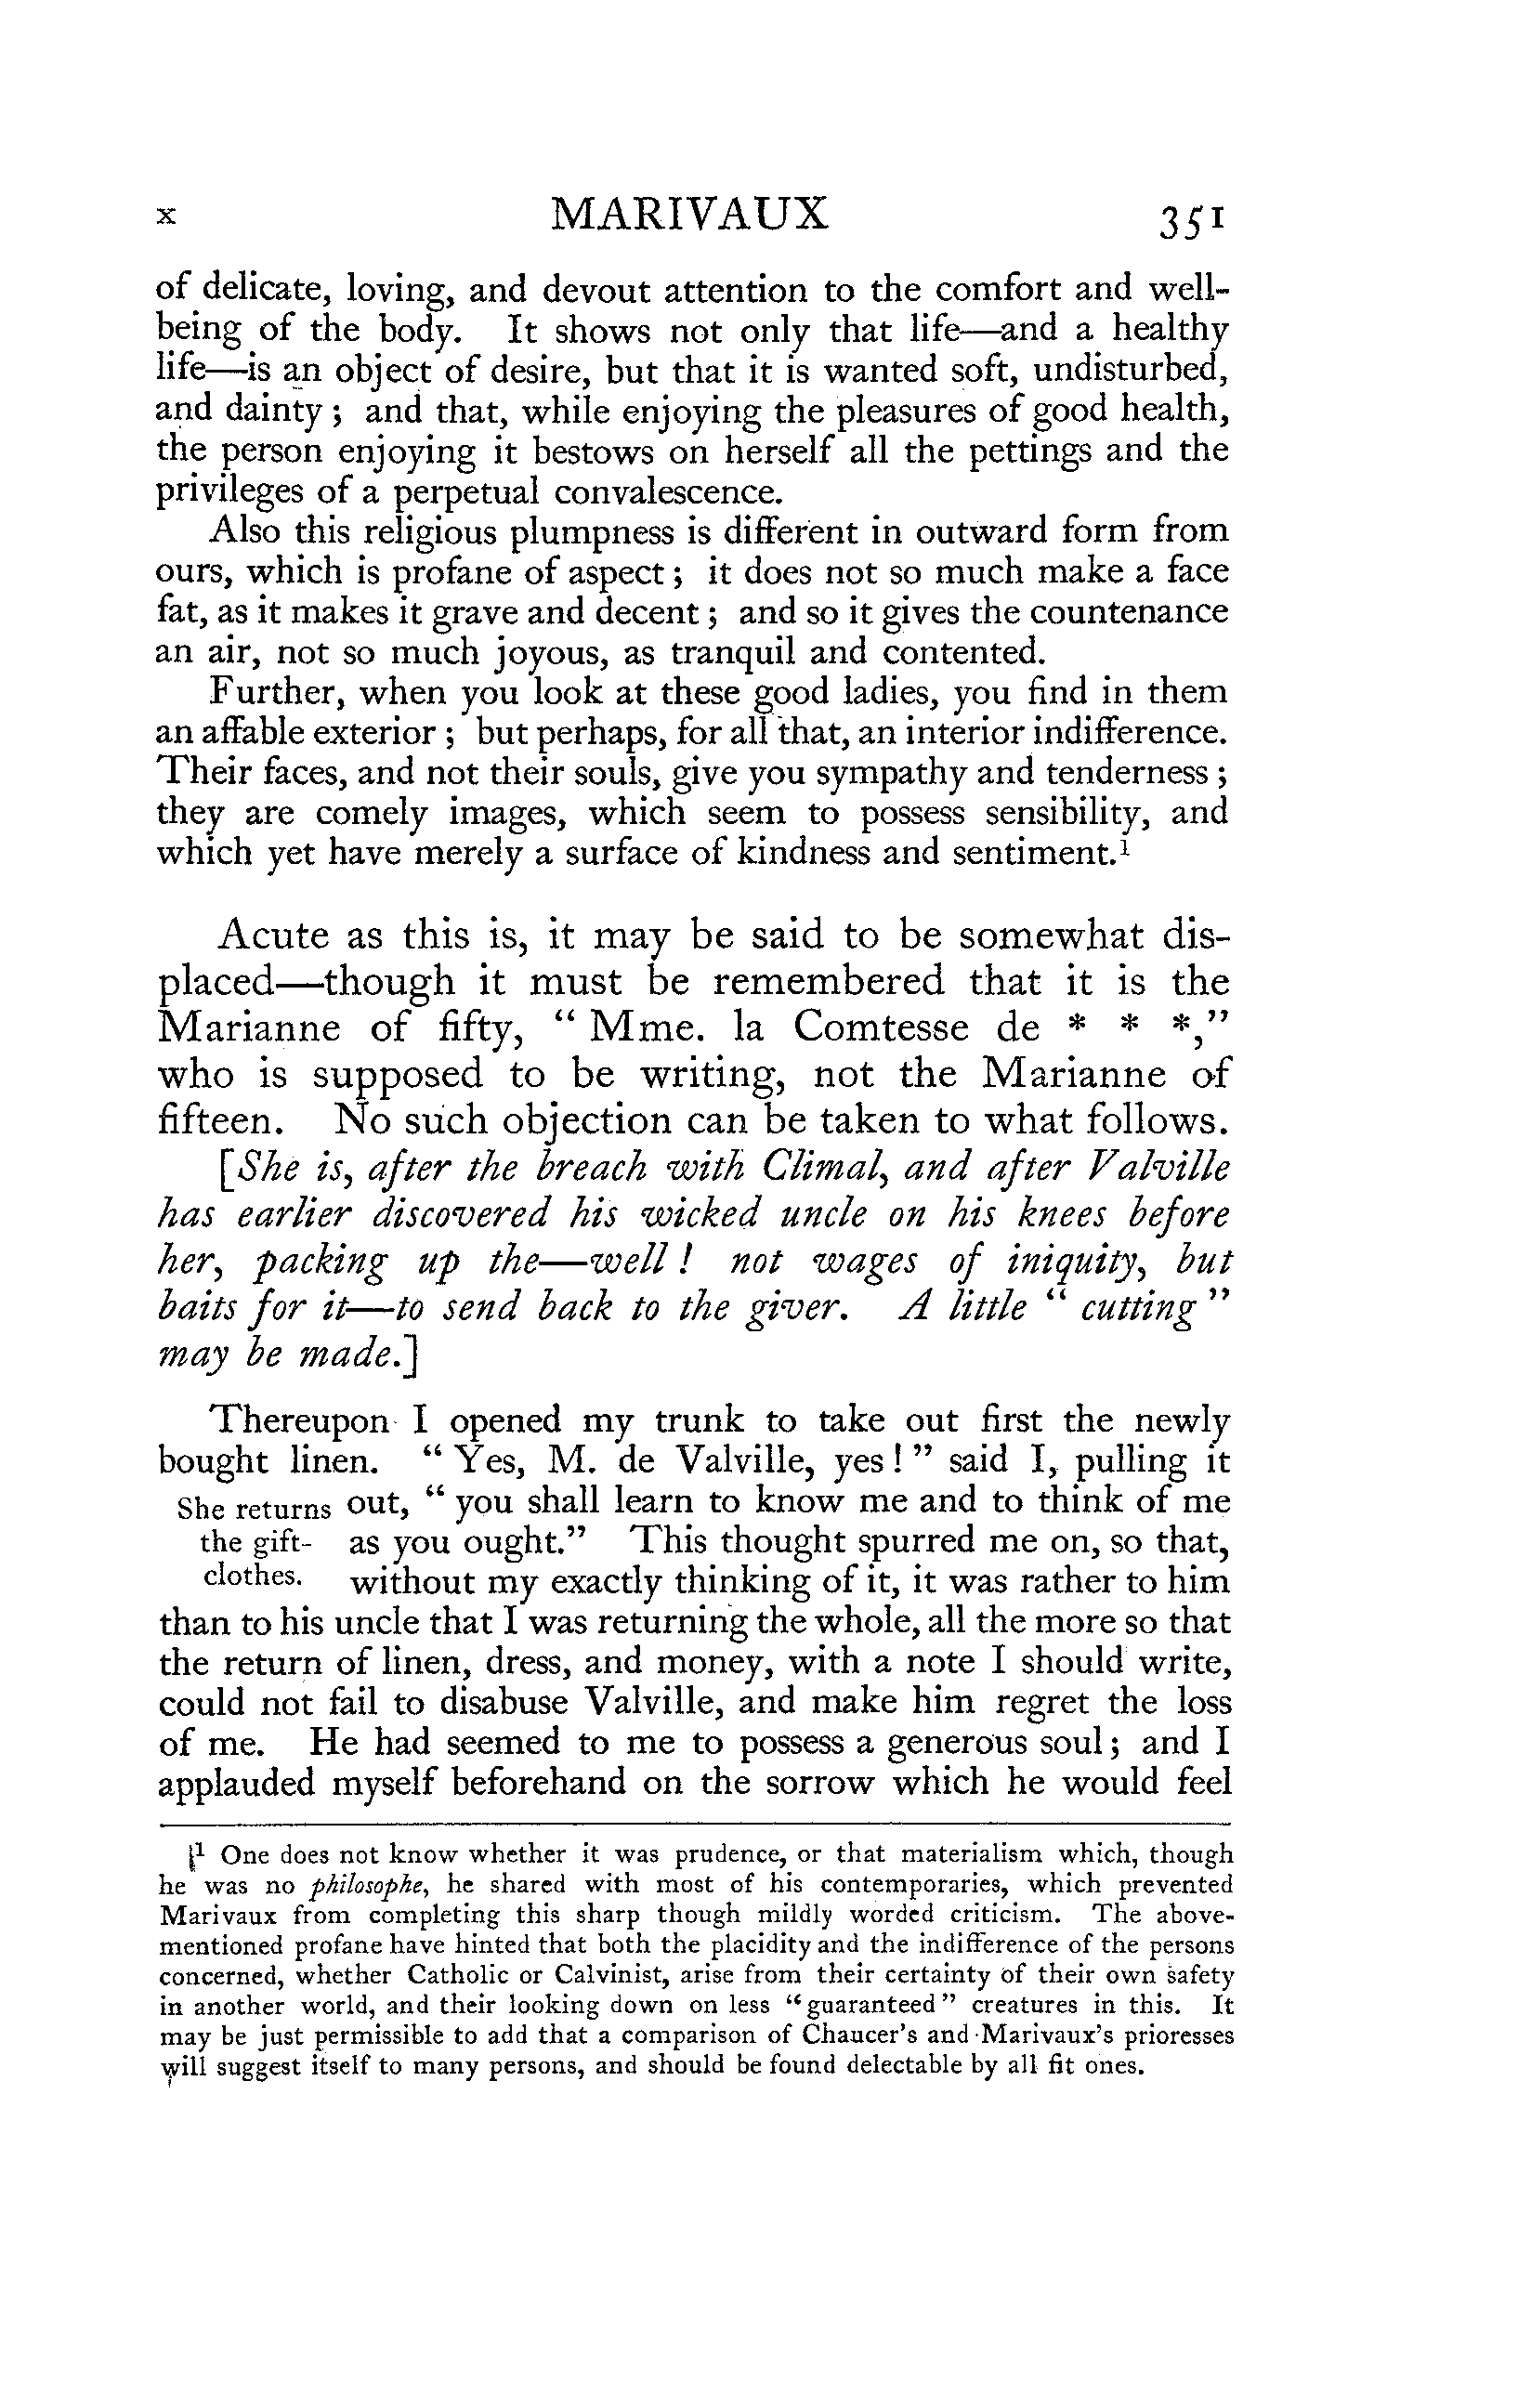 x MARIVAUX 351
of delicate, loving, and devout attention to the comfort and well-
being of the body. It shows not only that life—and a healthy
life—is an object of desire, but that it is wanted soft, undisturbed,
and dainty ; and that, while enjoying the pleasures of good health,
the person enjoying it bestows on herself all the pettings and the
privileges of a perpetual convalescence.
Also this religious plumpness is different in outward form from
ours, which is profane of aspect ; it does not so much make a face
fat, as it makes it grave and decent ; and so it gives the countenance
an air, not so much joyous, as tranquil and contented.
Further, when you look at these good ladies, you find in them
an affable exterior ; but perhaps, for all that, an interior indifference.
Their faces, and not their souls, give you sympathy and tenderness ;
they are comely images, which seem to possess sensibility, and
which yet have merely a surface of kindness and sentiment.¹
Acute as this is, it may be said to be somewhat dis-
placed—though it must be remembered that it is the
Marianne of fifty, “ Mme. la Comtesse de * * *,”
who is supposed to be writing, not the Marianne of
fifteen. No such objection can be taken to what follows.
[She is, after the breach with Climal, and after Valville
has earlier discovered his wicked uncle on his knees before
her, packing up the—well ! not wages of iniquity, but
baits for it—to send back to the giver. A little “ cutting ”
may be made.]
Thereupon I opened my trunk to take out first the newly
bought linen. “ Yes, M. de Valville, yes ! ” said I, pulling it
She returns out, “ you shall learn to know me and to think of me
the gift- as you ought.” This thought spurred me on, so that,
clothes. without my exactly thinking of it, it was rather to him
than to his uncle that I was returning the whole, all the more so that
the return of linen, dress, and money, with a note I should write,
could not fail to disabuse Valville, and make him regret the loss
of me. He had seemed to me to possess a generous soul ; and I
applauded myself beforehand on the sorrow which he would feel
[¹ One does not know whether it was prudence, or that materialism which, though
he was no philosophe, he shared with most of his contemporaries, which prevented
Marivaux from completing this sharp though mildly worded criticism. The above-
mentioned profane have hinted that both the placidity and the indifference of the persons
concerned, whether Catholic or Calvinist, arise from their certainty of their own safety
in another world, and their looking down on less “ guaranteed ” creatures in this. It
may be just permissible to add that a comparison of Chaucer's and Marivaux's prioresses
will suggest itself to many persons, and should be found delectable by all fit ones.